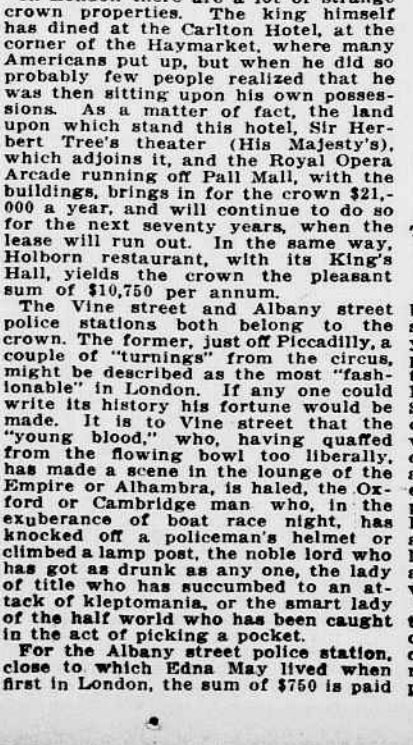 crown properties. The king himself
has dined at the Carlton Hotel, at the
corner of the Haymarket, where many
Americans put up, but when he did so
probably few people realized that he
was then sitting upon his own posses-
sions. As a matter of fact, the land
upon which stand this hotel, Sir Her-
bert Tree's theater (His Majesty's),
which adjoins it, and the Royal Opera
Arcade running off Pall Mall, with the
buildings, brings in for the crown $21,-
000 a year, and will continue to do so
for the next seventy years, when the
lease will run out. In the same way,
Holborn restaurant, with its King's
Hall, yields the crown the pleasant
sum of $10,750 per annum.
The Vine street and Albany street
police stations both belong to the
crown. The former, just off Piccadilly, a
couple of "turnings" from the circus,
might be described as the most "fash-
ionable" in London. If any one could
write its history his fortune would be
made. It is to Vine street that the
"young blood," who, having quaffed
from the flowing bowl too liberally,
has made a scene in the lounge of the
Empire or Alhambra, is haled, the Ox-
ford or Cambridge man who, in the
exuberance of boat race night, has
knocked off a policeman's helmet or
climbed a lamp post, the noble lord who
has got as drunk as any one, the lady
of title who has succumbed to an at-
tack of kleptomania, or the smart lady
of the half world who has been caught
in the act of picking a pocket.
For the Albany street police station,
close to which Edna May lived when
first in London, the sum of $750 is paid